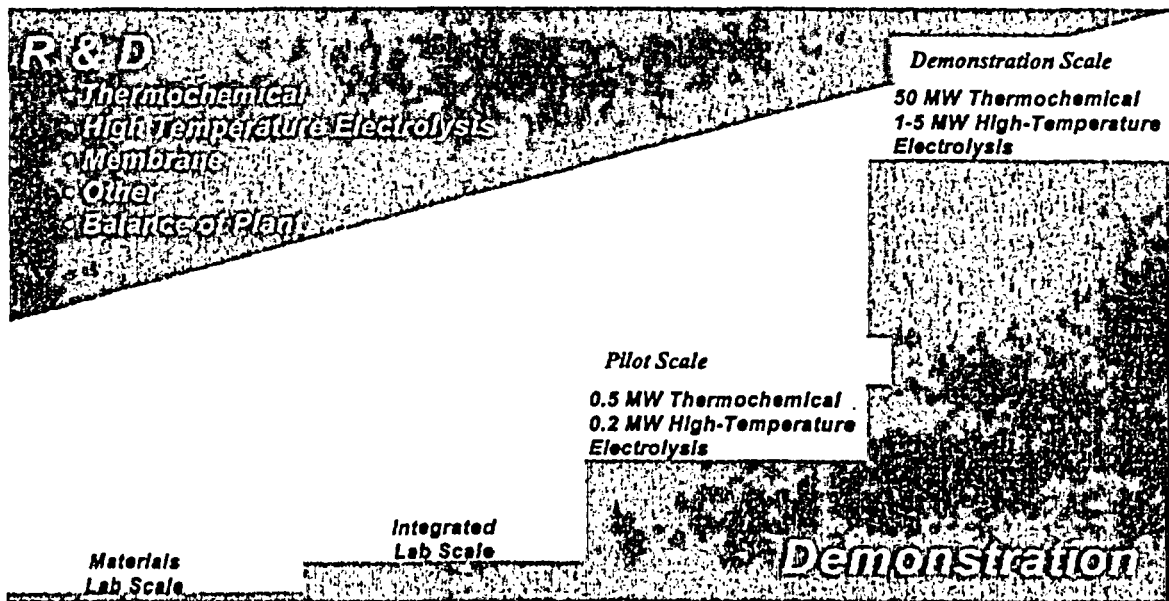 R & D
• Thermochemical
• High Temperature Electrolysis
• Membrane
• Other
• Balance of Plant
Demonstration Scale
50 MW Thermochemical
1-5 MW High-Temperature
Electrolysis
Pilot Scale
0.5 MW Thermochemical
0.2 MW High-Temperature
Electrolysis
Integrated
Lab Scale
Materials
Lab Scale
Demonstration